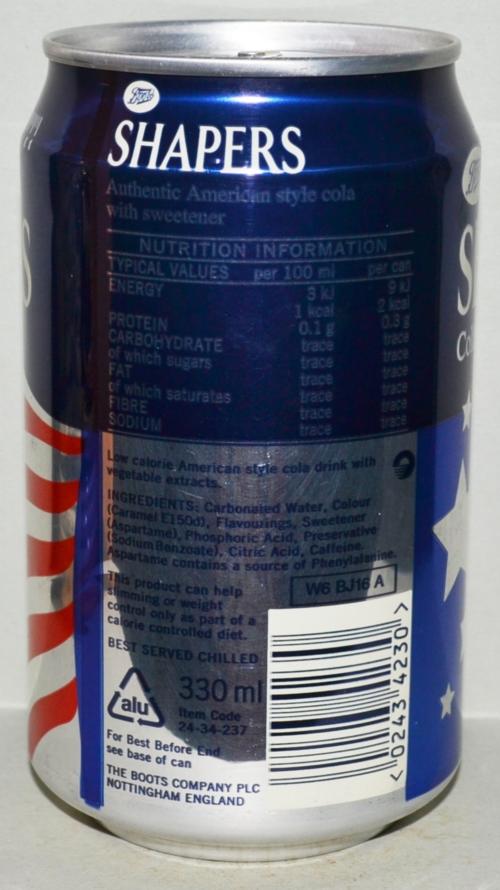 Boots
SHAPERS
Authentic American style cola
with sweetener
NUTRITION INFORMATION
TYPICAL VALUES per 100 ml per can
ENERGY 3 kJ 9 kJ
1 kcal 2 kcal
PROTEIN 0.1 g 0.3 g
CARBOHYDRATE trace trace
of which sugars trace trace
FAT trace trace
of which saturates trace trace
FIBRE trace trace
SODIUM trace trace
Low calorie American style cola drink with
vegetable extracts.
INGREDIENTS: Carbonated Water, Colour
(Caramel E150d), Flavourings, Sweetener
(Aspartame), Phosphoric Acid, Preservative
(Sodium Benzoate), Citric Acid, Caffeine.
Aspartame contains a source of Phenylalanine.
This product can help
slimming or weight
control only as part of a
calorie controlled diet.
W6 BJ16 A
BEST SERVED CHILLED
alu
330 ml
Item Code
24-34-237
For Best Before End
see base of can
THE BOOTS COMPANY PLC
NOTTINGHAM ENGLAND
<0243 4230>
S
Co
S